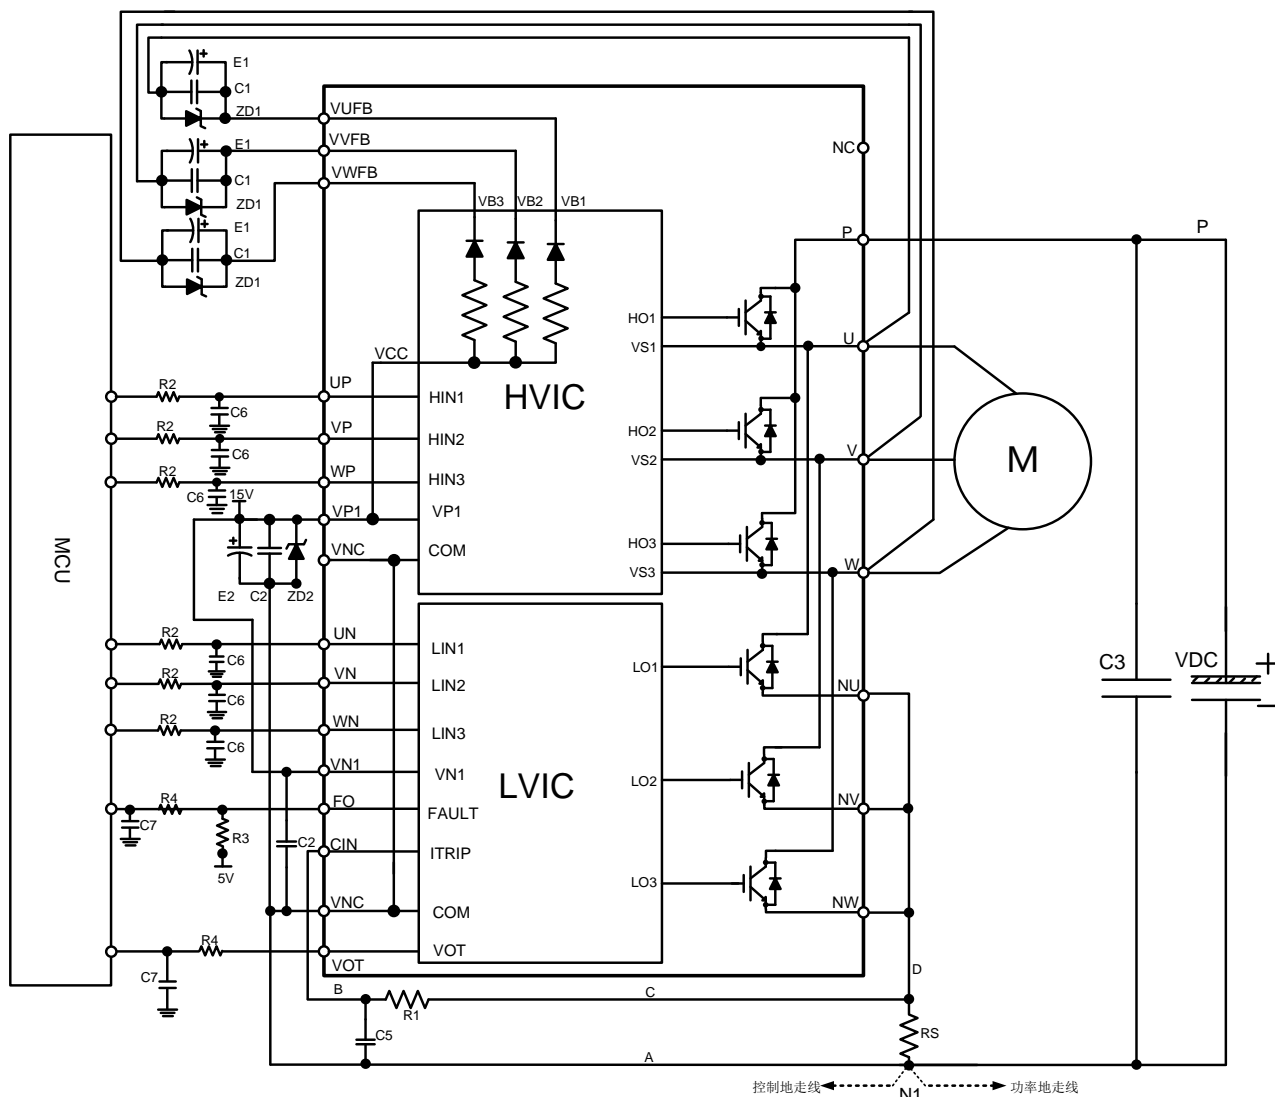 E1
C1
ZD1
VUFB
E1
VVFB
NC
C1
VWFB
ZD1
VB3 VB2 VB1
E1
P
P
C1
ZD1
HO1
U
VS1
VCC
R2
UP
HIN1
HVIC
C6
R2
VP
HIN2
HO2
V
VS2
C6
M
R2
WP
HIN3
C6
15V
VP1
VP1
VNC
COM
HO3
W
VS3
MCU
E2
C2
ZD2
R2
UN
LIN1
C6
LO1
C3
VDC
R2
VN
LIN2
NU
C6
R2
WN
LIN3
C6
VN1
VN1
LVIC
LO2
R4
FO
FAULT
NV
C7
R3
C2
CIN
ITRIP
5V
LO3
VNC
COM
NW
R4
VOT
VOT
C7
D
B
C
R1
C5
RS
A
控制地走线
N1
功率地走线